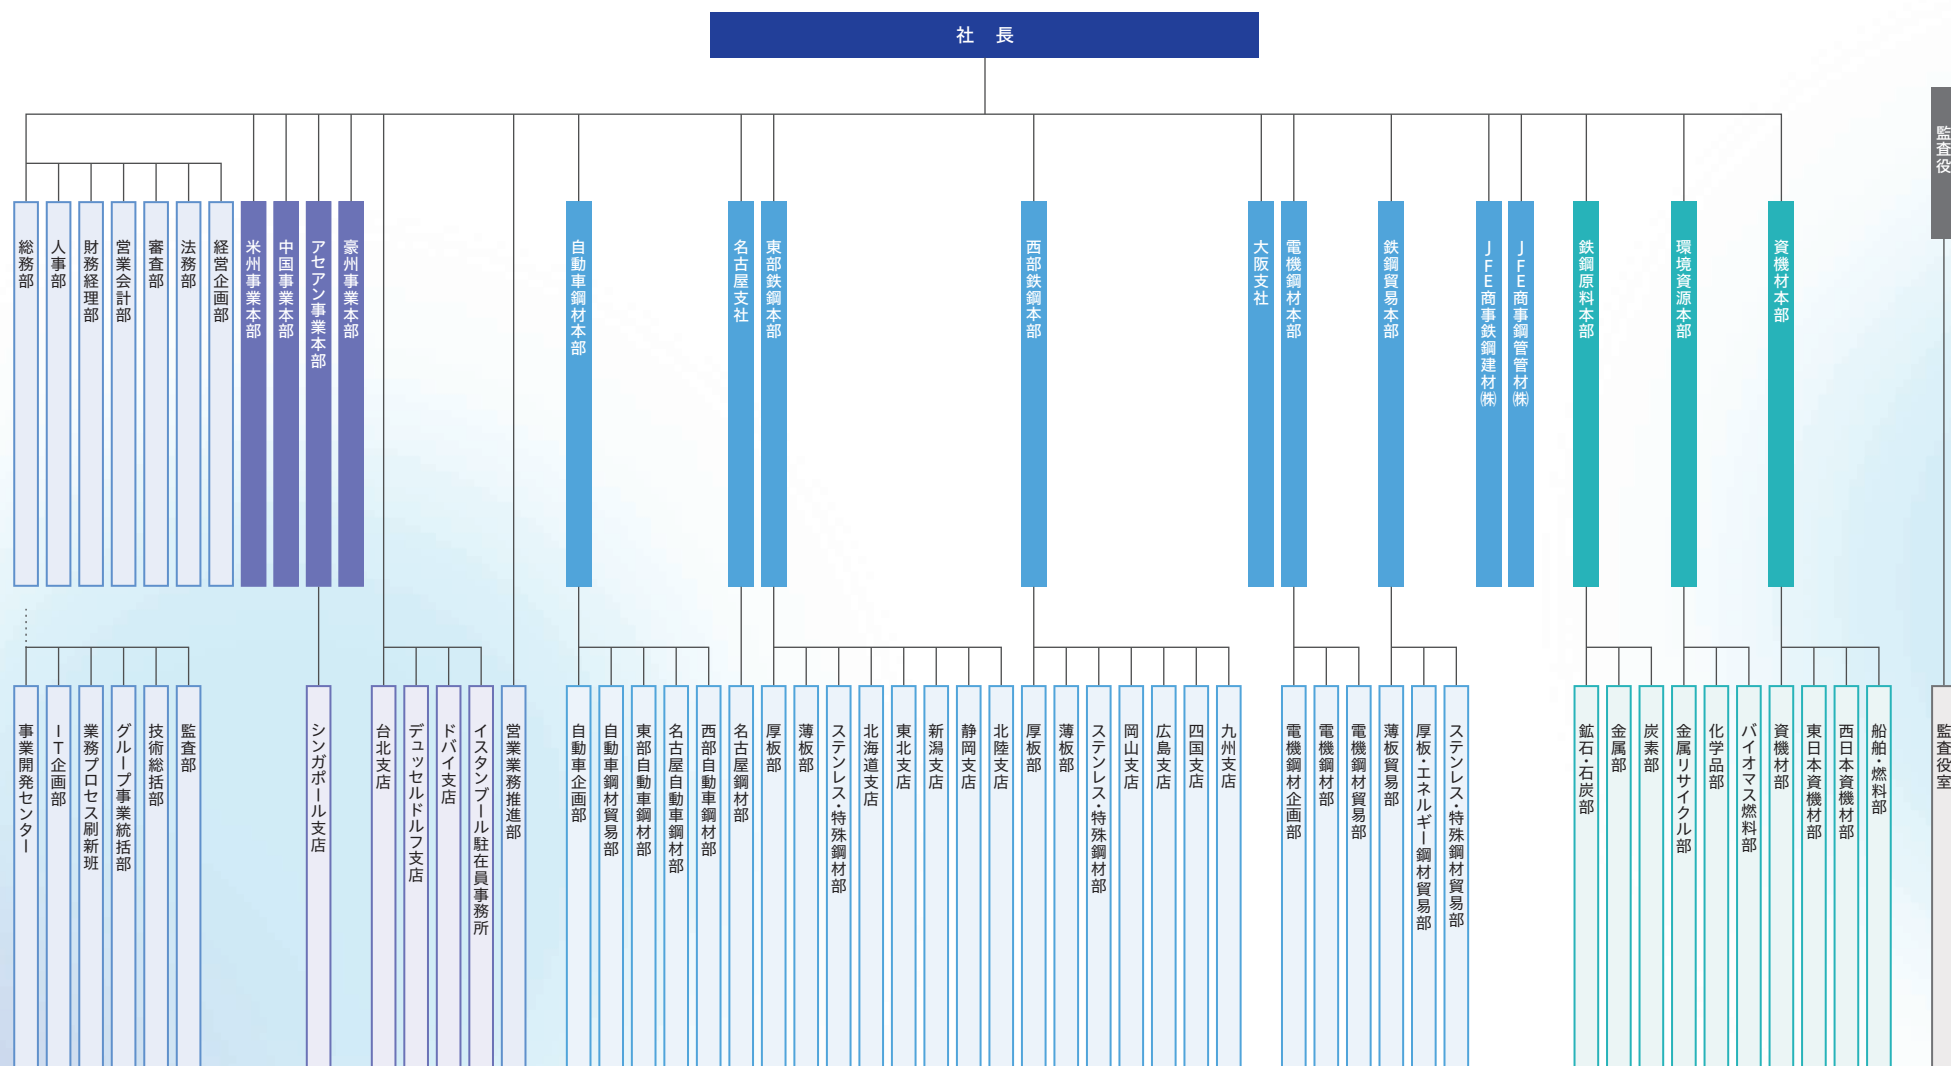 社長
監査役
総務部
人事部
財務経理部
営業会計部
審査部
法務部
経営企画部
米州事業本部
中国事業本部
アセアン事業本部
豪州事業本部
自動車鋼材本部
名古屋支社
東部鉄鋼本部
西部鉄鋼本部
大阪支社
電機鋼材本部
鉄鋼貿易本部
JFE商事鉄鋼建材㈱
JFE商事鋼管管材㈱
鉄鋼原料本部
環境資源本部
資機材本部
事業開発センター
IT企画部
業務プロセス刷新班
グループ事業統括部
技術総括部
監査部
シンガポール支店
台北支店
デュッセルドルフ支店
ドバイ支店
イスタンブール駐在員事務所
営業業務推進部
自動車企画部
自動車鋼材貿易部
東部自動車鋼材部
名古屋自動車鋼材部
西部自動車鋼材部
名古屋鋼材部
厚板部
薄板部
ステンレス・特殊鋼材部
北海道支店
東北支店
新潟支店
静岡支店
北陸支店
厚板部
薄板部
ステンレス・特殊鋼材部
岡山支店
広島支店
四国支店
九州支店
電機鋼材企画部
電機鋼材部
電機鋼材貿易部
薄板貿易部
厚板・エネルギー鋼材貿易部
ステンレス・特殊鋼材貿易部
鉱石・石炭部
金属部
炭素部
金属リサイクル部
化学品部
バイオマス燃料部
資機材部
東日本資機材部
西日本資機材部
船舶・燃料部
監査役室